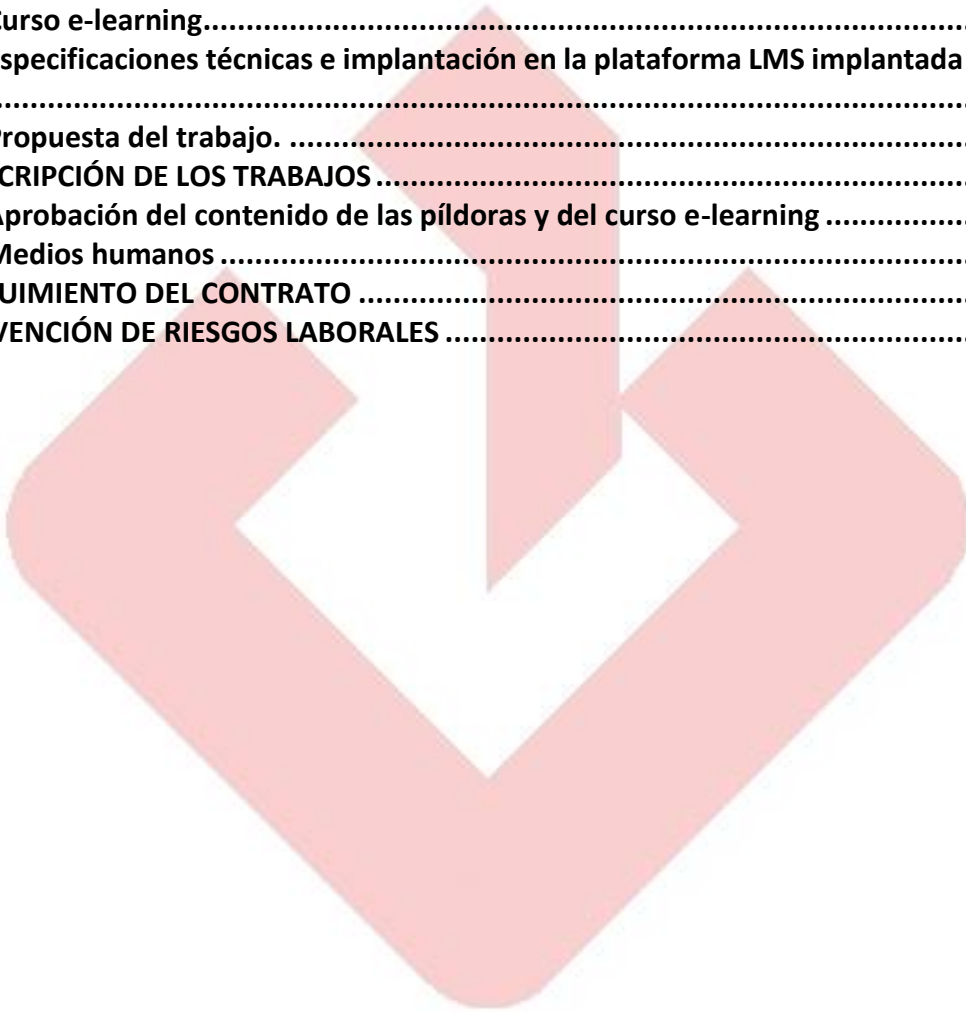 Curso e-learning
specificaciones técnicas e implantación en la plataforma LMS implantada
Propuesta del trabajo.
CRIPCIÓN DE LOS TRABAJOS
Aprobación del contenido de las píldoras y del curso e-learning
Medios humanos
UIMIENTO DEL CONTRATO
VENCIÓN DE RIESGOS LABORALES